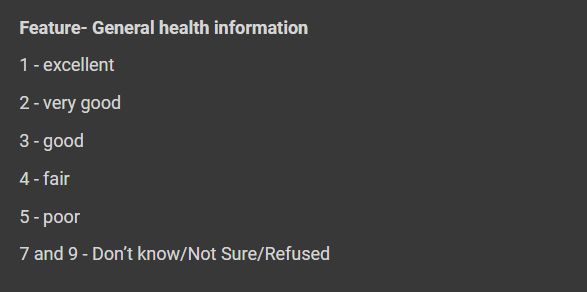 Feature- General health information
1 - excellent
2 - very good
3 - good
4 - fair
5 - poor
7 and 9 - Don’t know/Not Sure/Refused